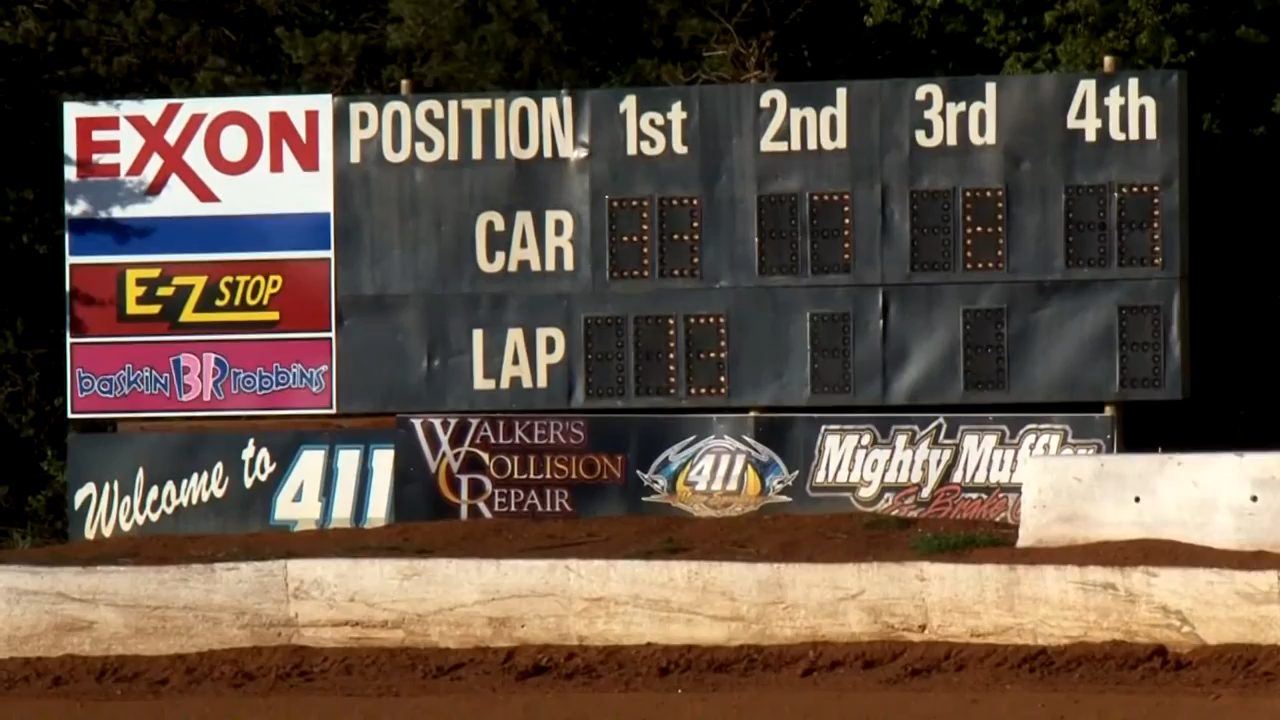 EXXON
E-Z STOP
baskin BR robbins
POSITION 1st 2nd 3rd 4th
CAR
LAP
Welcome to 411
WALKER'S
COLLISION
REPAIR
411
Mighty Muffler
& Brake